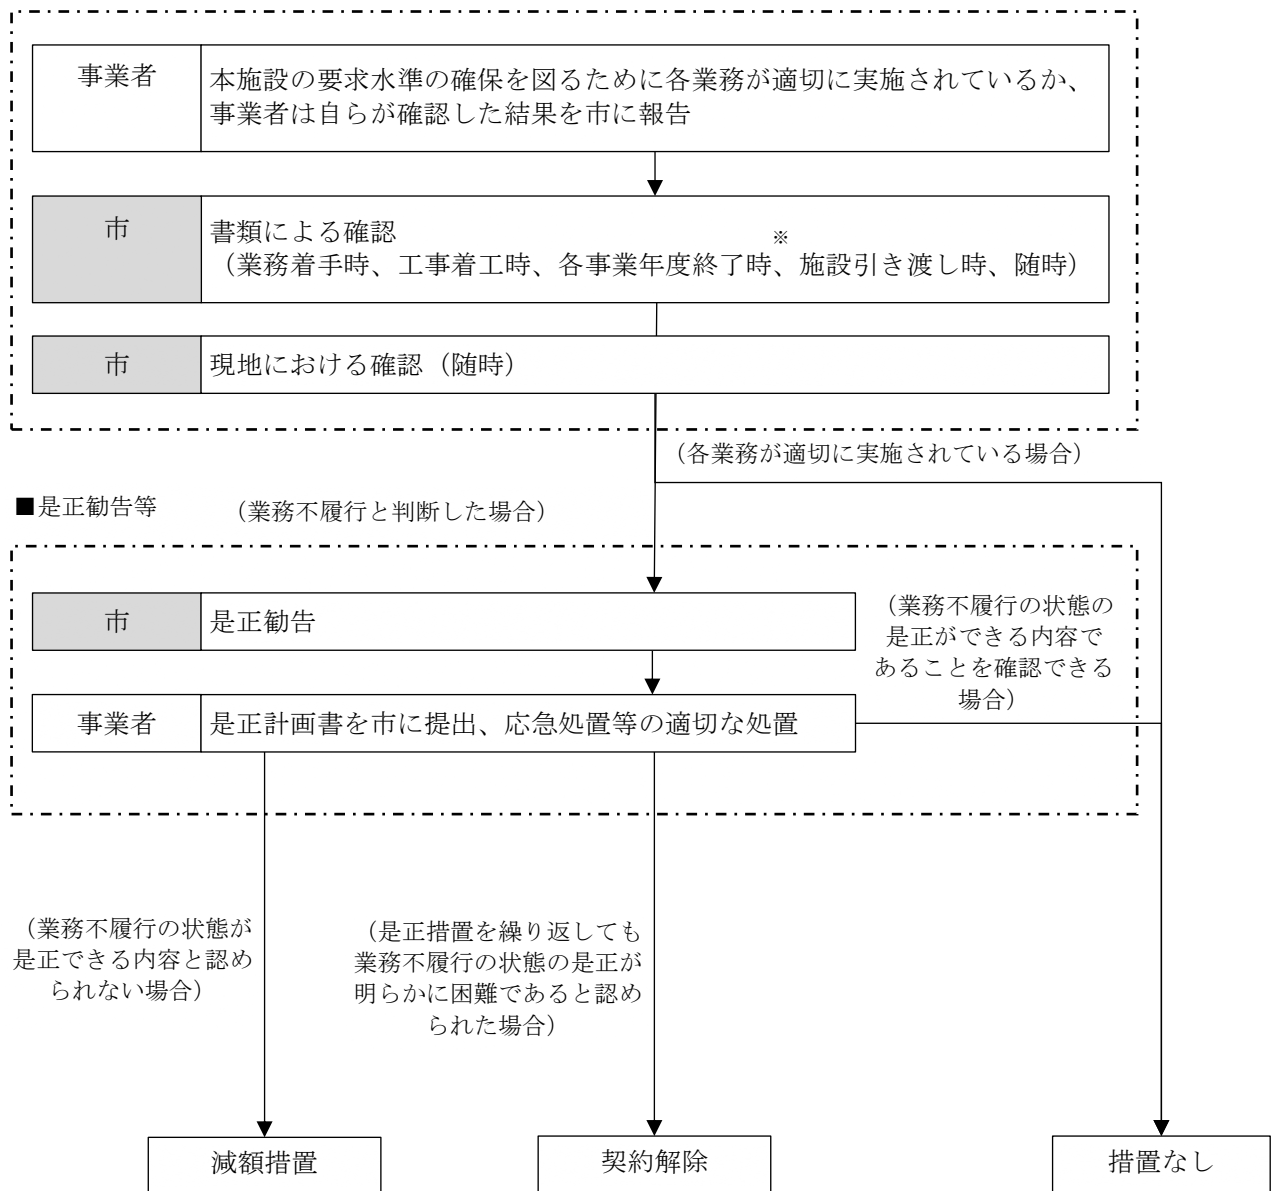 事業者
本施設の要求水準の確保を図るために各業務が適切に実施されているか、
事業者は自らが確認した結果を市に報告
市
書類による確認
※
（業務着手時、工事着工時、各事業年度終了時、施設引き渡し時、随時）
市
現地における確認（随時）
（各業務が適切に実施されている場合）
■是正勧告等
（業務不履行と判断した場合）
市
是正勧告
（業務不履行の状態の
是正ができる内容で
あることを確認できる
場合）
事業者
是正計画書を市に提出、応急処置等の適切な処置
（業務不履行の状態が
是正できる内容と認め
られない場合）
（是正措置を繰り返しても
業務不履行の状態の是正が
明らかに困難であると認め
られた場合）
減額措置
契約解除
措置なし